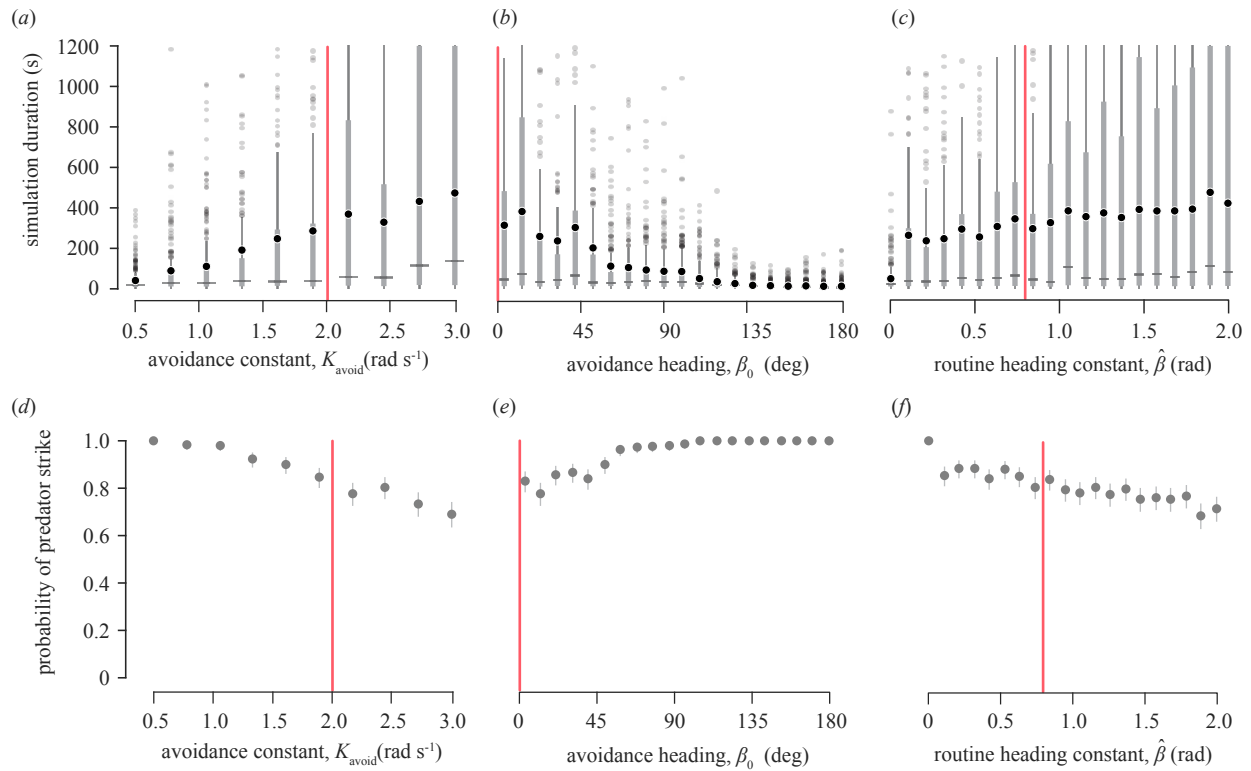 (a) (b) (c)
simulation duration (s)
1200
1000
800
600
400
200
0
0.5 1.0 1.5 2.0 2.5 3.0
avoidance constant, K_avoid(rad s⁻¹)
0 45 90 135 180
avoidance heading, β₀ (deg)
0 0.5 1.0 1.5 2.0
routine heading constant, β̂ (rad)
(d) (e) (f)
probability of predator strike
1.0
0.8
0.6
0.4
0.2
0
0.5 1.0 1.5 2.0 2.5 3.0
avoidance constant, K_avoid(rad s⁻¹)
0 45 90 135 180
avoidance heading, β₀ (deg)
0 0.5 1.0 1.5 2.0
routine heading constant, β̂ (rad)